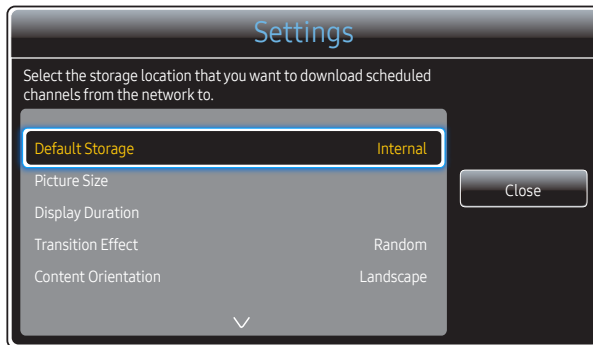 Settings
Select the storage location that you want to download scheduled
channels from the network to.
Default Storage Internal
Picture Size
Close
Display Duration
Transition Effect Random
Content Orientation Landscape